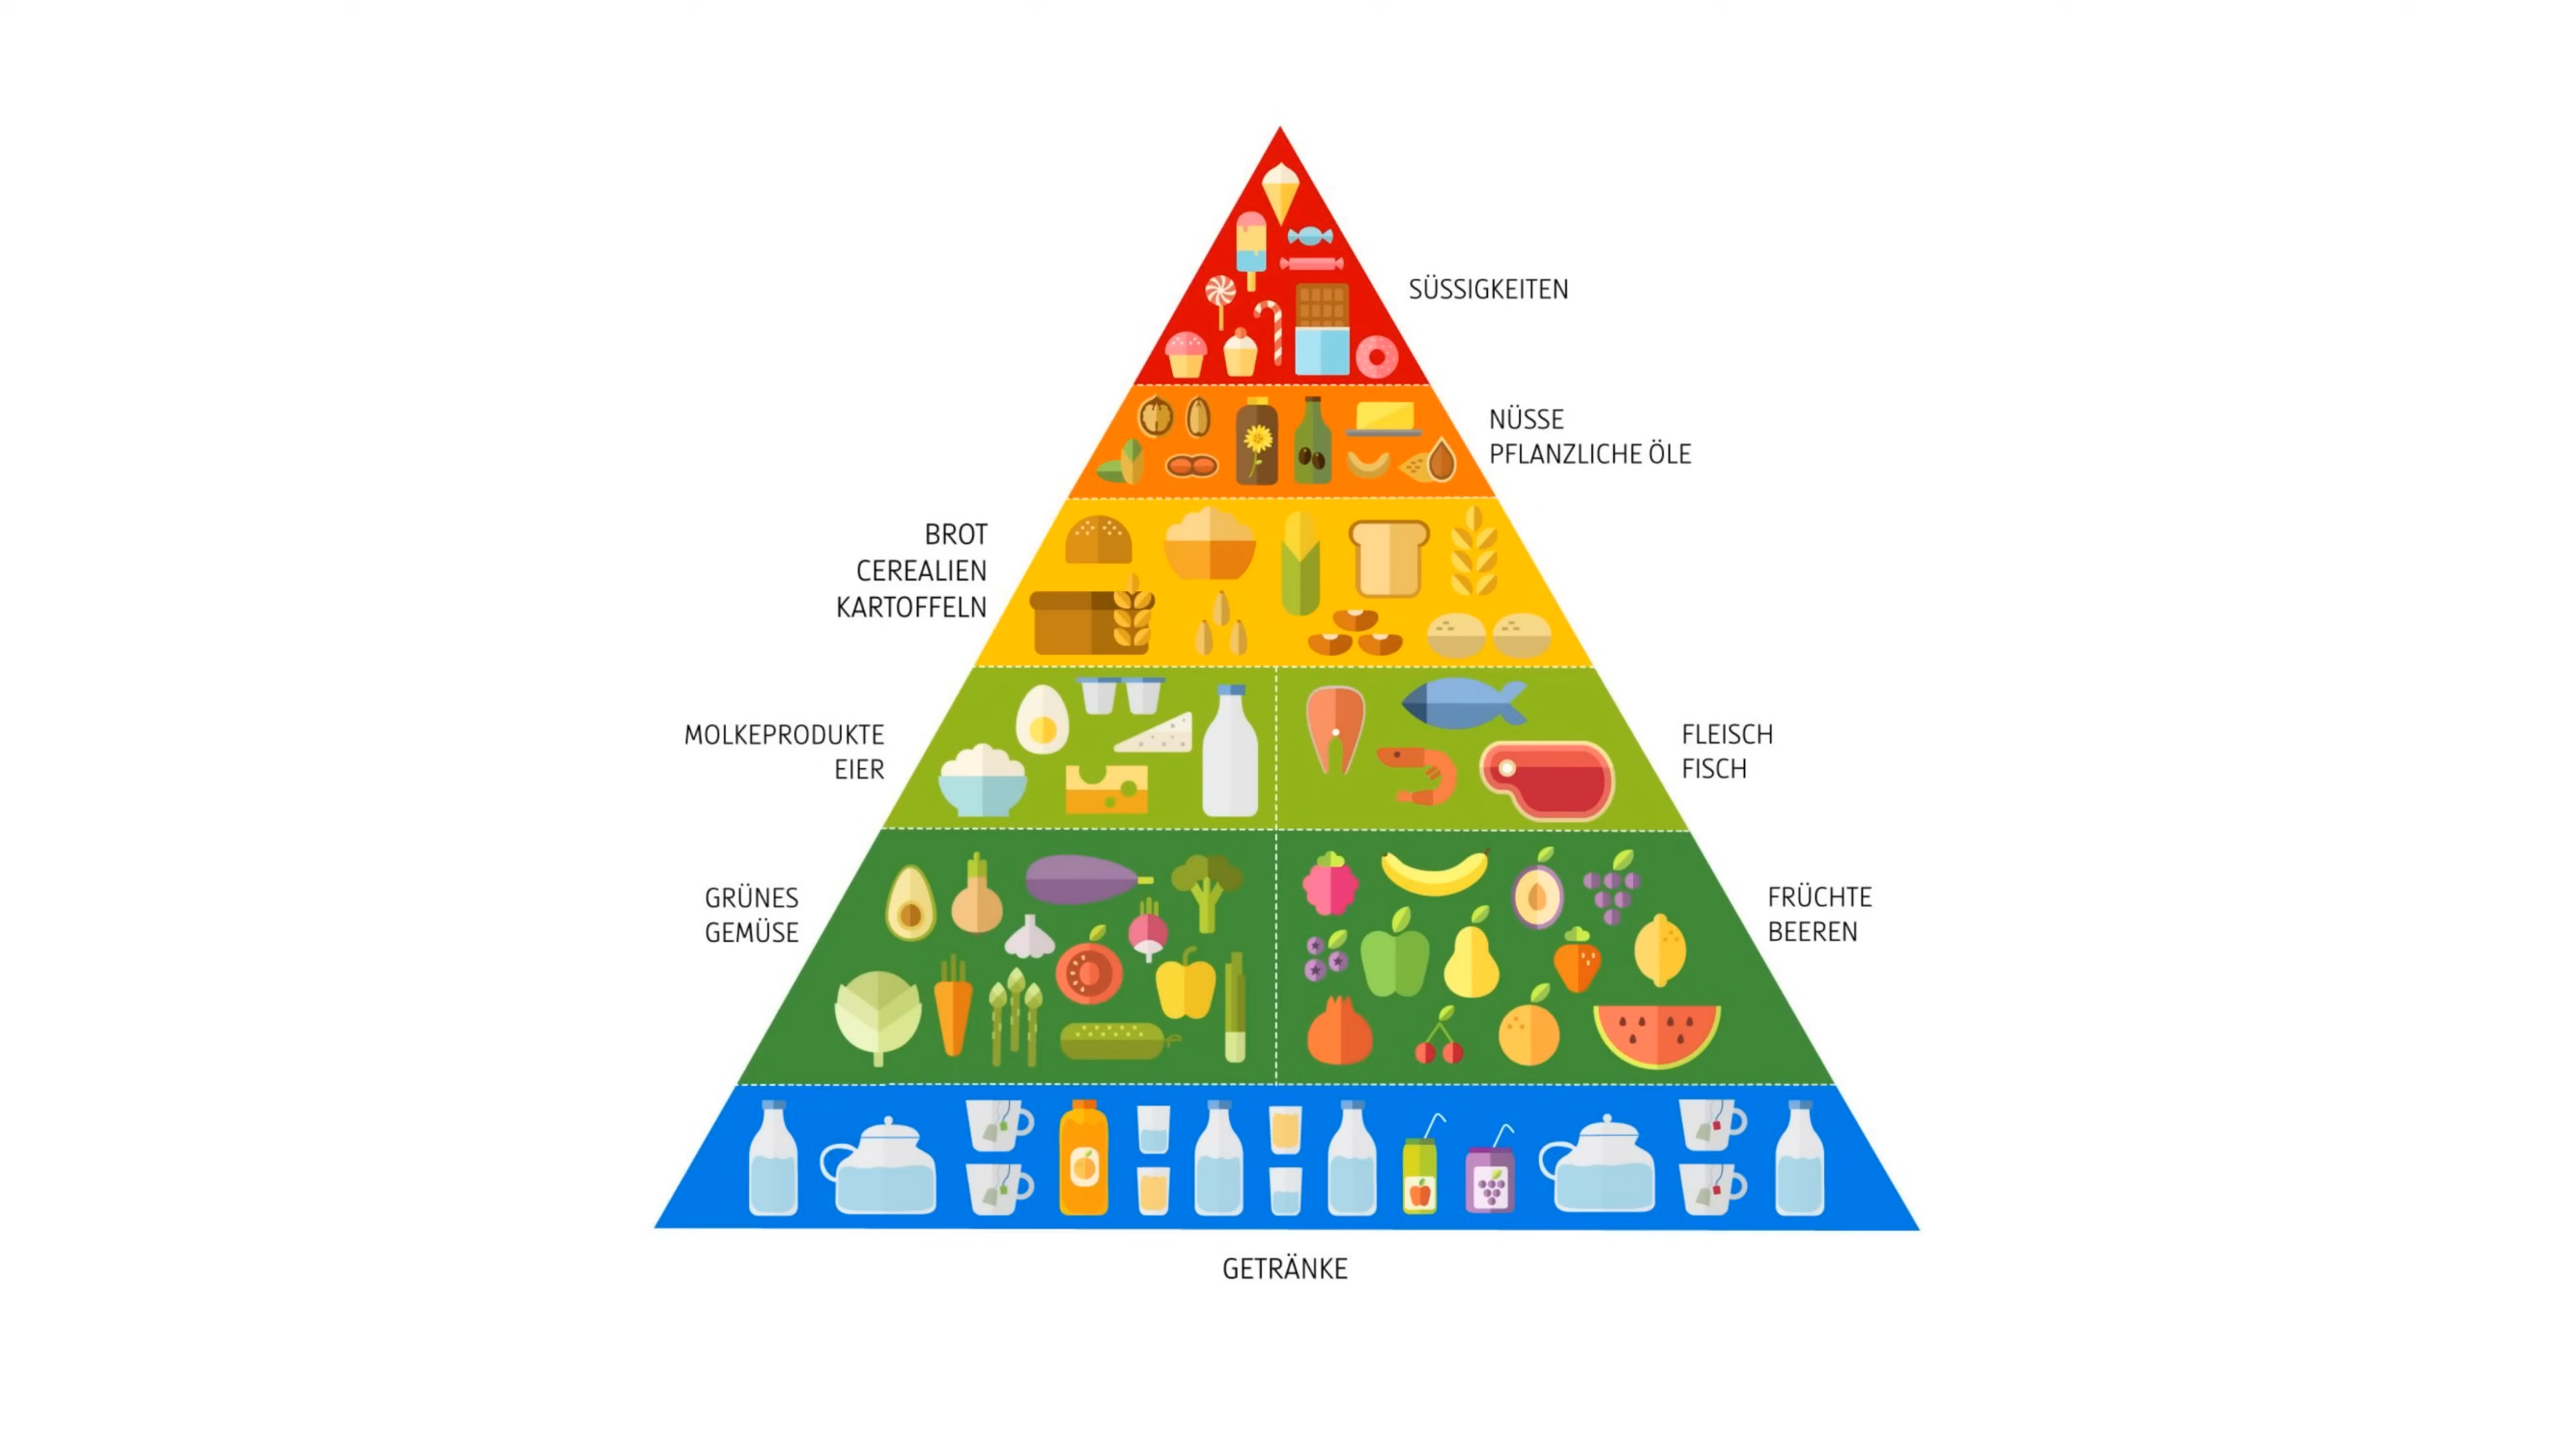 SÜSSIGKEITEN
NÜSSE
PFLANZLICHE ÖLE
BROT
CEREALIEN
KARTOFFELN
MOLKEPRODUKTE
EIER
FLEISCH
FISCH
GRÜNES
GEMÜSE
FRÜCHTE
BEEREN
GETRÄNKE